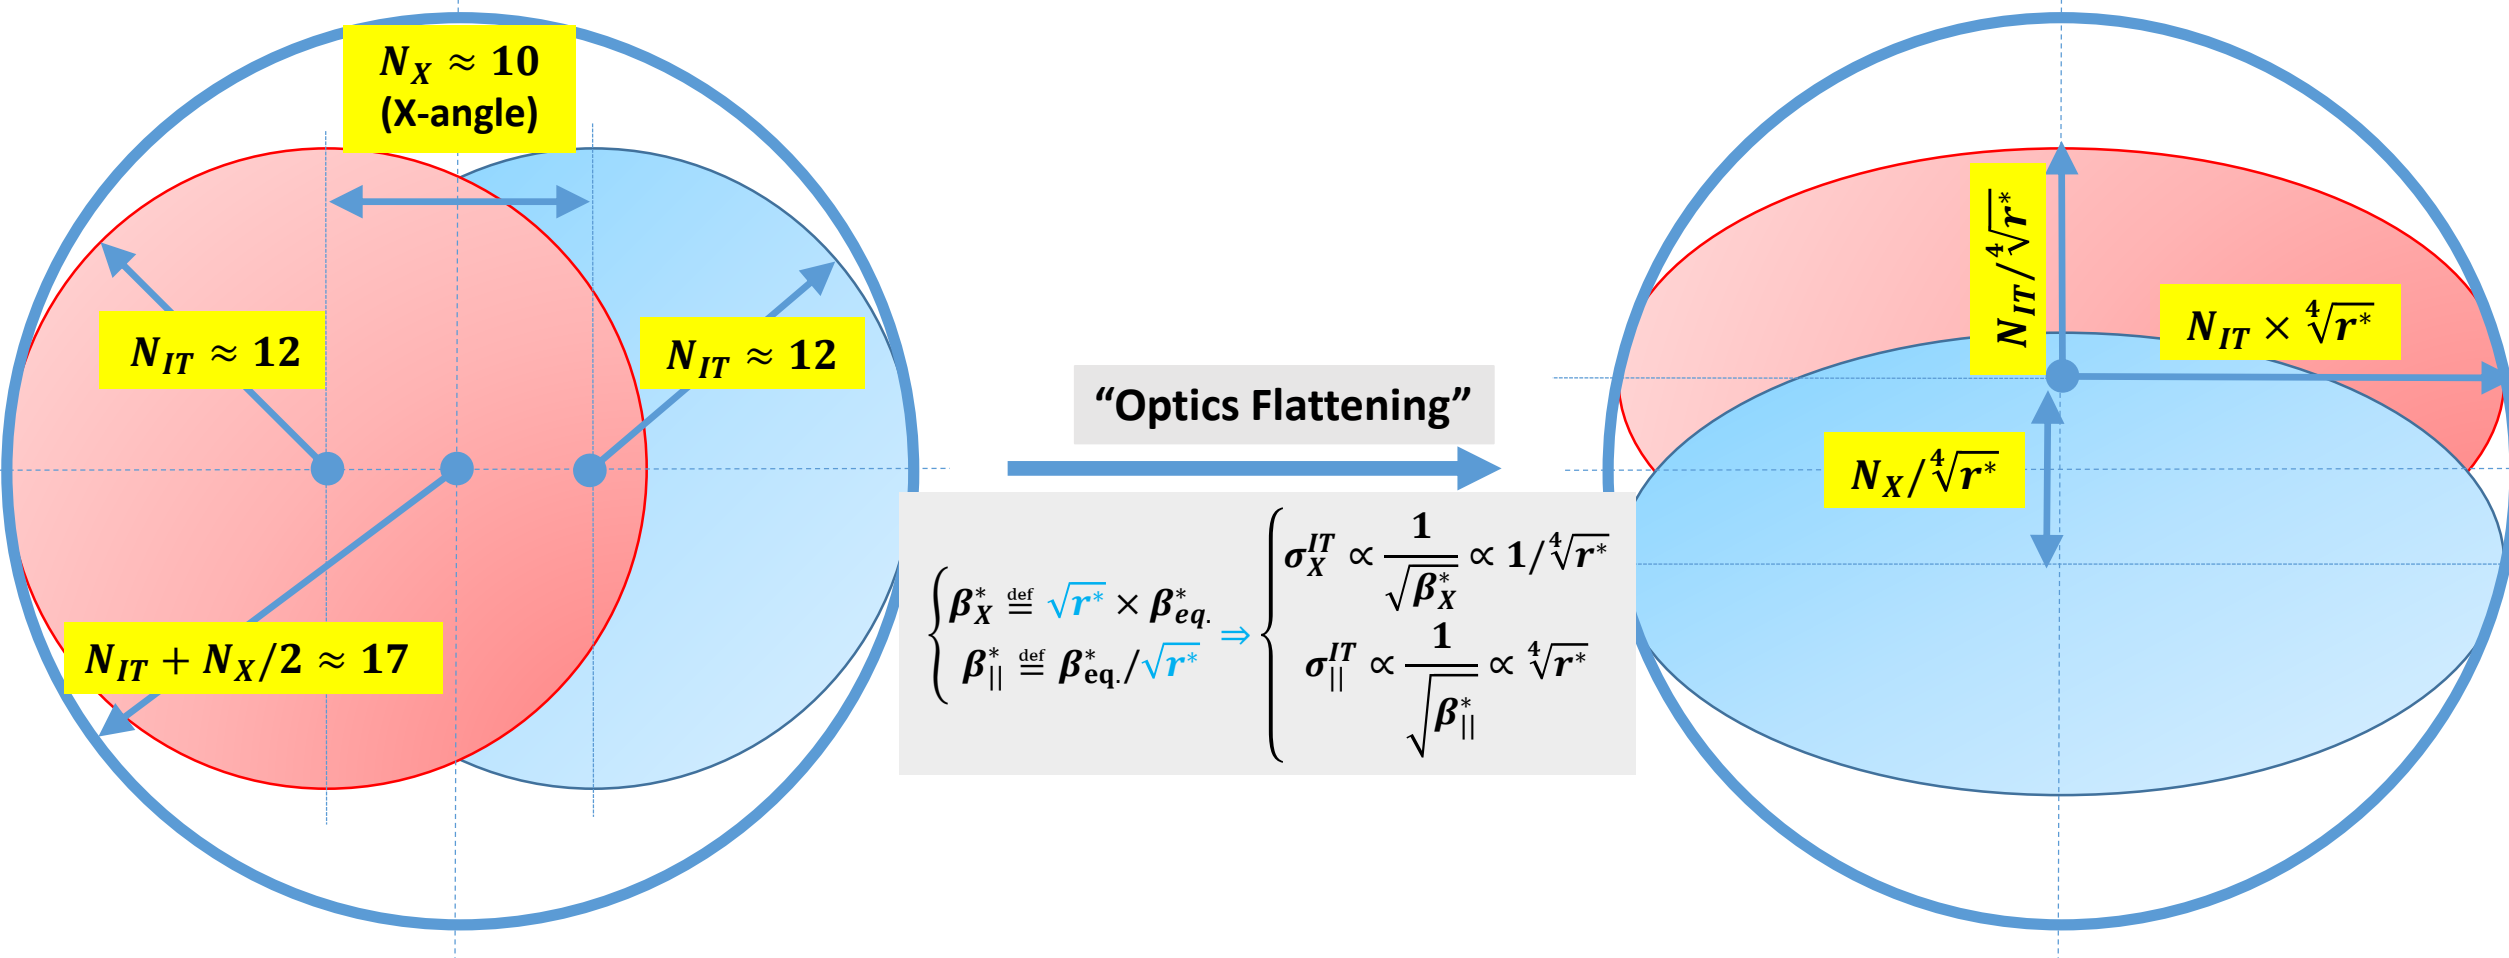 N_X ≈ 10
(X-angle)
N_IT ≈ 12
N_IT ≈ 12
N_IT + N_X/2 ≈ 17
“Optics Flattening”
β*_X ≝ √r* × β*_eq.
β*_|| ≝ β*_eq./√r*
⇒
σ^IT_X ∝ 1/√β*_X ∝ 1/∜r*
σ^IT_|| ∝ 1/√β*_|| ∝ ∜r*
N_IT/∜r*
N_IT × ∜r*
N_X/∜r*